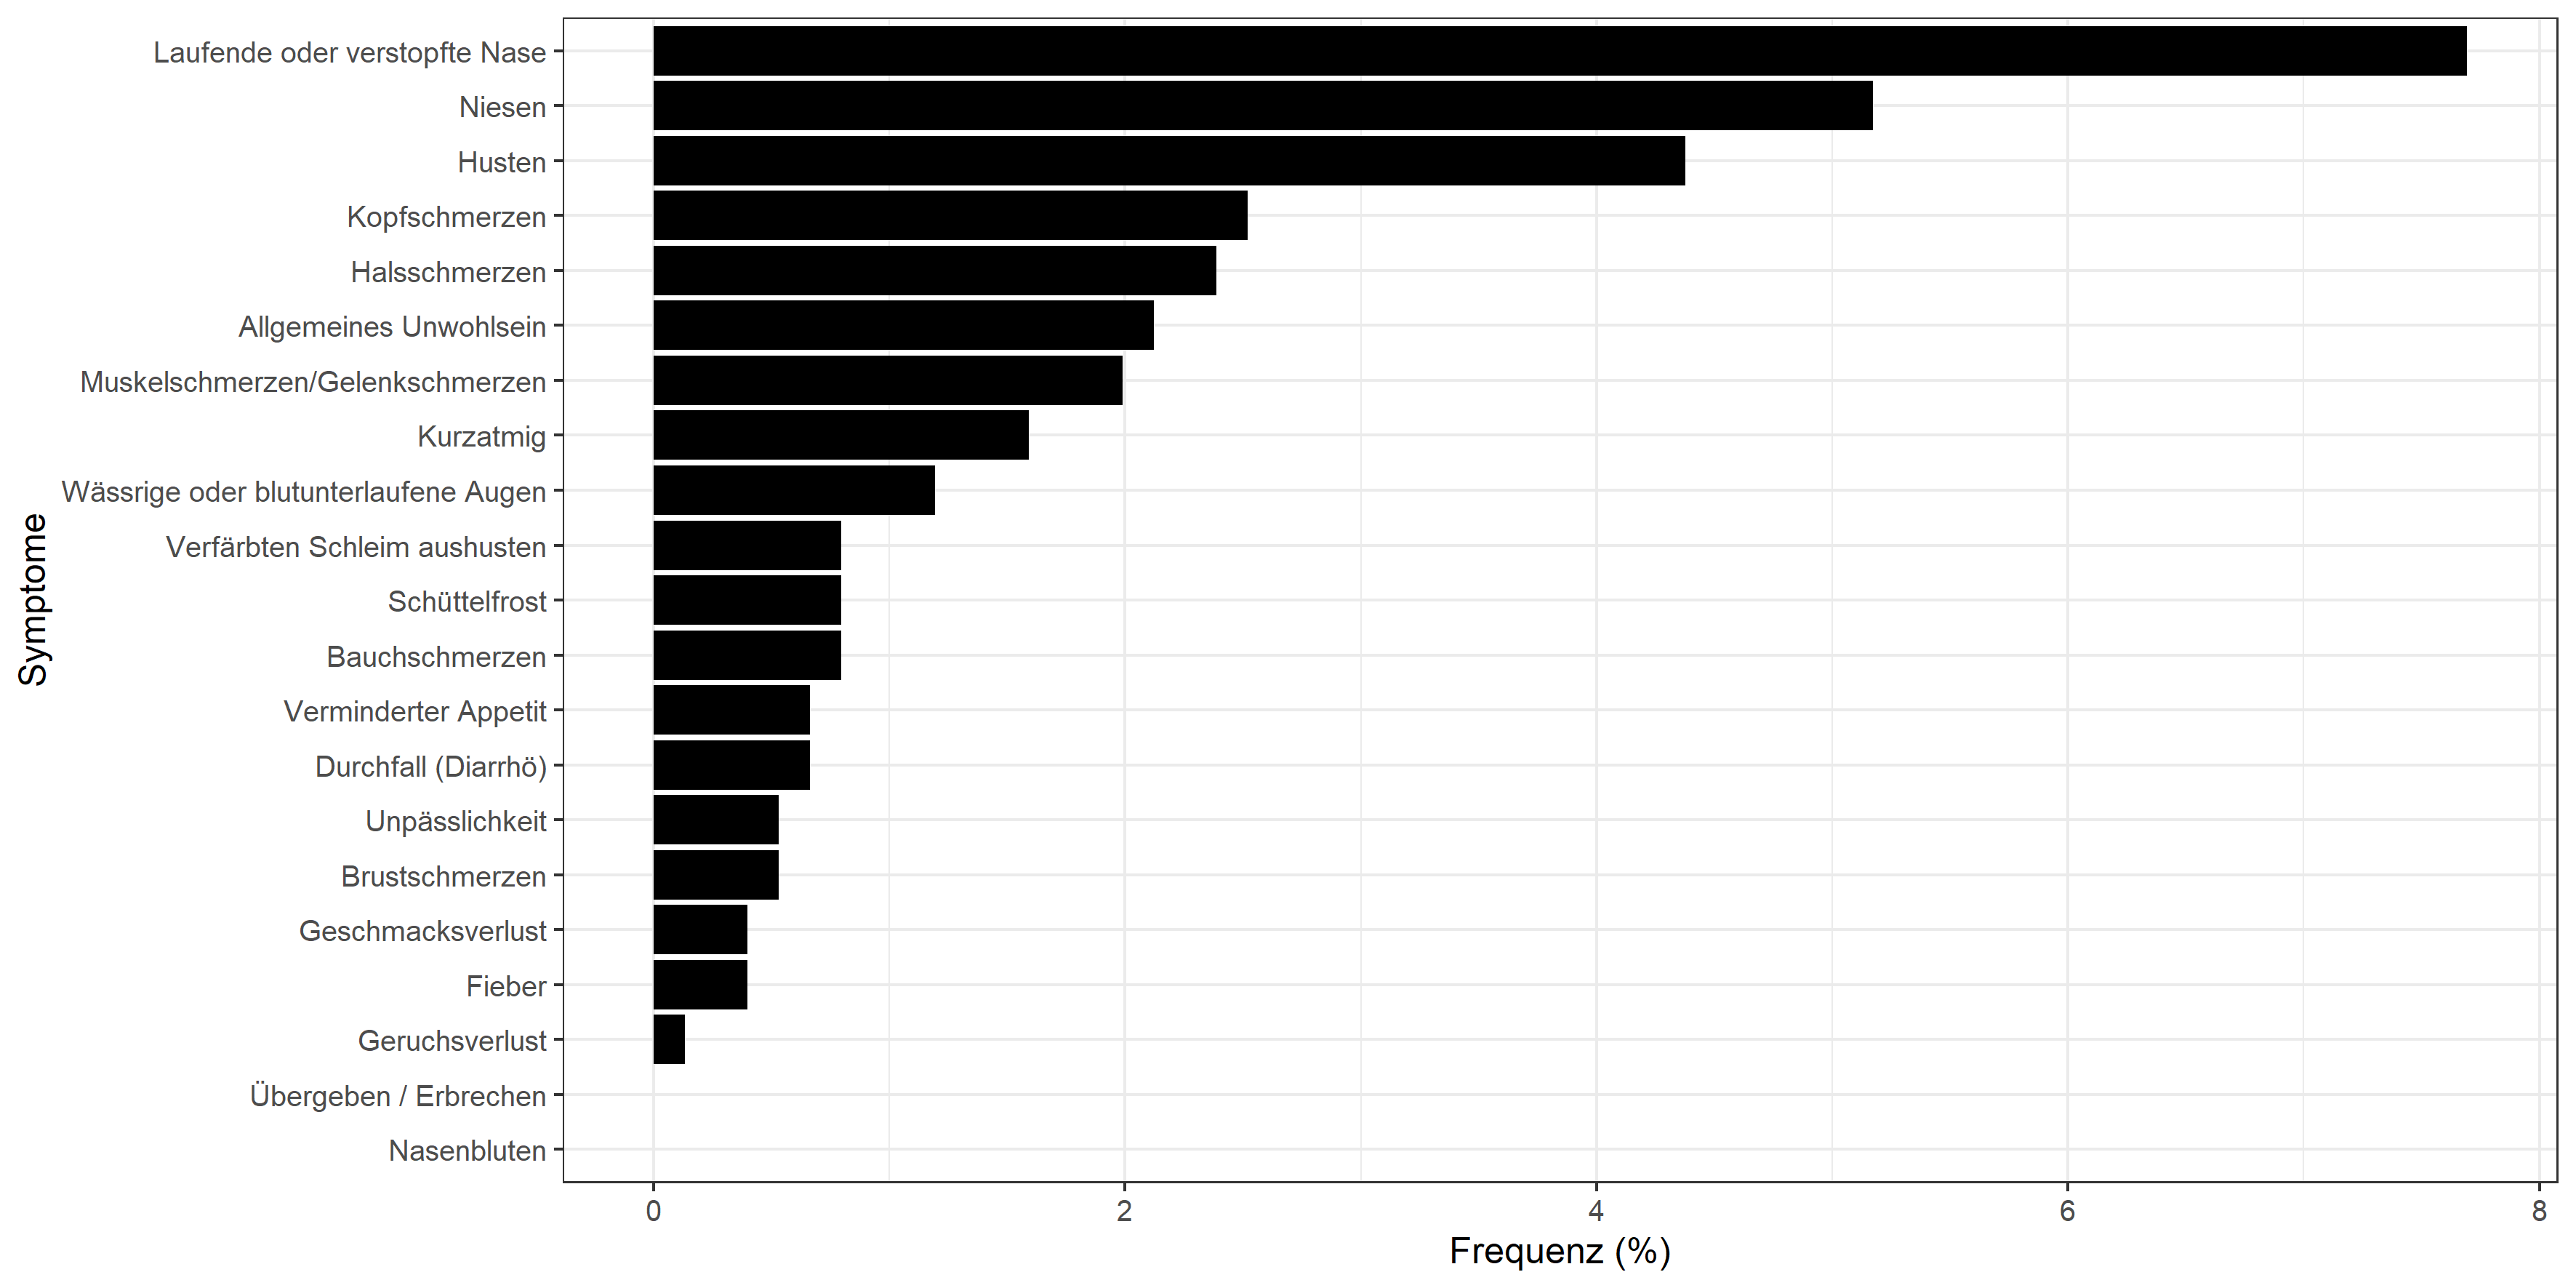 Laufende oder verstopfte Nase
Niesen
Husten
Kopfschmerzen
Halsschmerzen
Allgemeines Unwohlsein
Muskelschmerzen/Gelenkschmerzen
Kurzatmig
Wässrige oder blutunterlaufene Augen
Verfärbten Schleim aushusten
Schüttelfrost
Bauchschmerzen
Verminderter Appetit
Durchfall (Diarrhö)
Unpässlichkeit
Brustschmerzen
Geschmacksverlust
Fieber
Geruchsverlust
Übergeben / Erbrechen
Nasenbluten
Symptome
0 2 4 6 8
Frequenz (%)